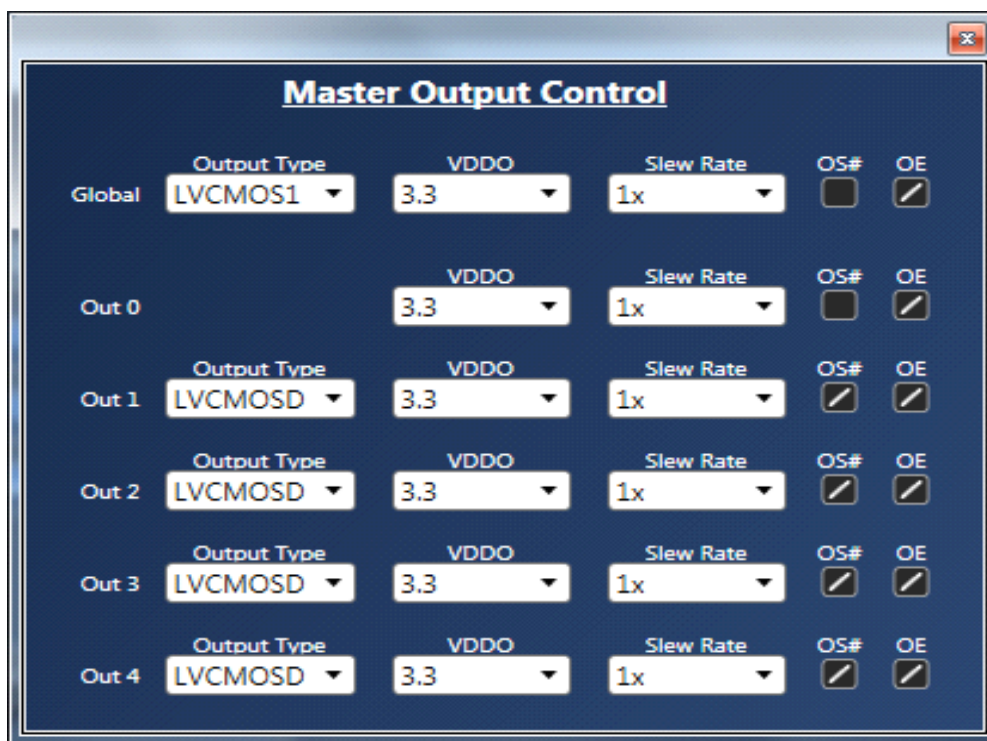 Master Output Control
Output Type VDDO Slew Rate OS# OE
Global LVCMOS1 3.3 1x
VDDO Slew Rate OS# OE
Out 0 3.3 1x
Output Type VDDO Slew Rate OS# OE
Out 1 LVCMOSD 3.3 1x
Output Type VDDO Slew Rate OS# OE
Out 2 LVCMOSD 3.3 1x
Output Type VDDO Slew Rate OS# OE
Out 3 LVCMOSD 3.3 1x
Output Type VDDO Slew Rate OS# OE
Out 4 LVCMOSD 3.3 1x